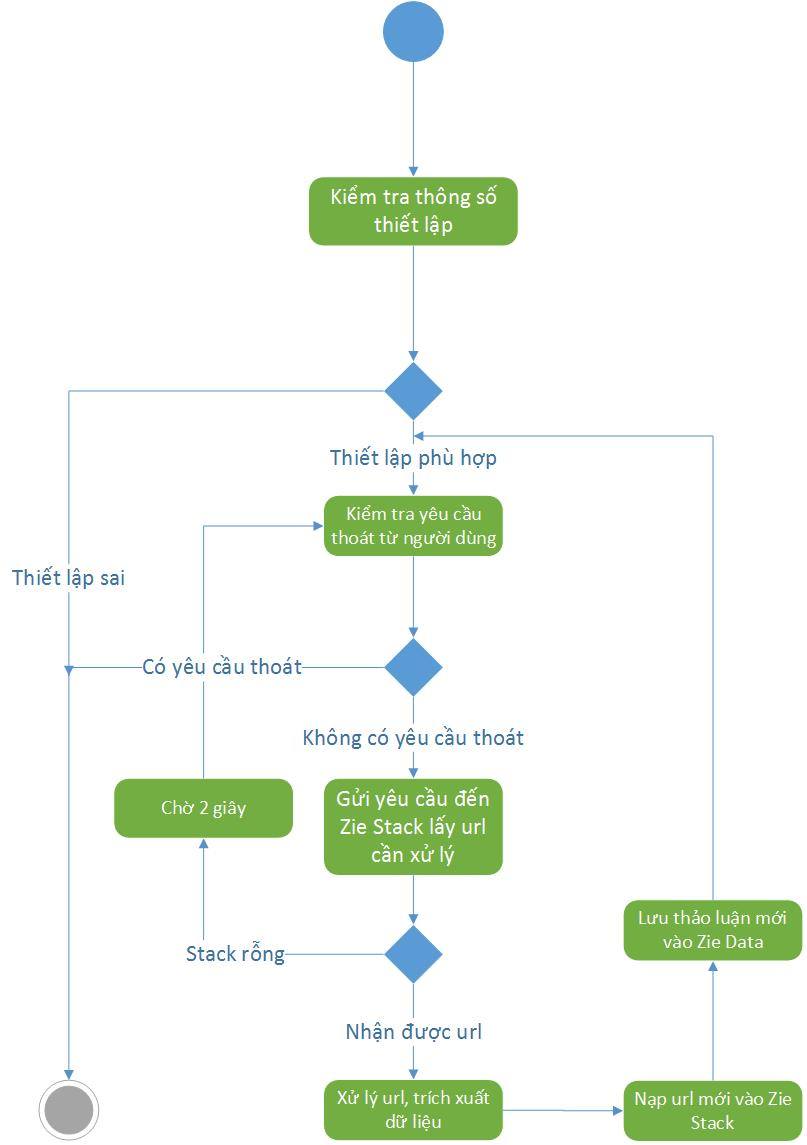 Kiểm tra thông số
thiết lập
Thiết lập phù hợp
Kiểm tra yêu cầu
thoát từ người dùng
Thiết lập sai
Có yêu cầu thoát
Không có yêu cầu thoát
Chờ 2 giây
Gửi yêu cầu đến
Zie Stack lấy url
cần xử lý
Stack rỗng
Lưu thảo luận mới
vào Zie Data
Nhận được url
Xử lý url, trích xuất
dữ liệu
Nạp url mới vào Zie
Stack